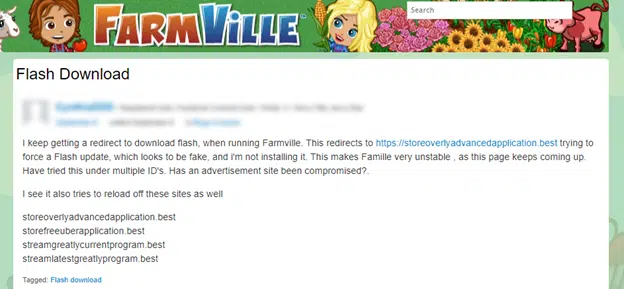 FARMVILLE
Search
Flash Download
I keep getting a redirect to download flash, when running Farmville. This redirects to https://storeoverlyadvancedapplication.best trying to
force a Flash update, which looks to be fake, and i'm not installing it. This makes Famille very unstable , as this page keeps coming up.
Have tried this under multiple ID's. Has an advertisement site been compromised?.
I see it also tries to reload off these sites as well
storeoverlyadvancedapplication.best
storefreeuberapplication.best
streamgreatlycurrentprogram.best
streamlatestgreatlyprogram.best
Tagged: Flash download